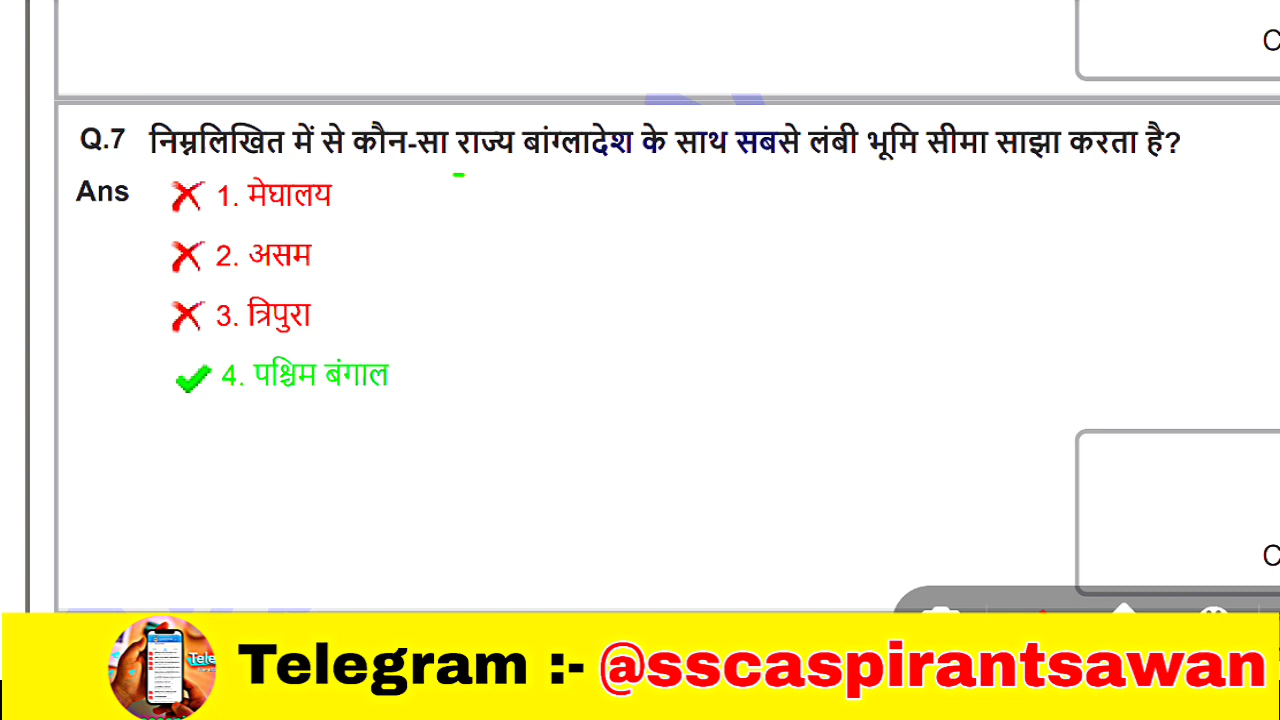 Q.7 निम्नलिखित में से कौन-सा राज्य बांग्लादेश के साथ सबसे लंबी भूमि सीमा साझा करता है?
Ans 1. मेघालय
2. असम
3. त्रिपुरा
4. पश्चिम बंगाल
Telegram :- @sscaspirantsawan